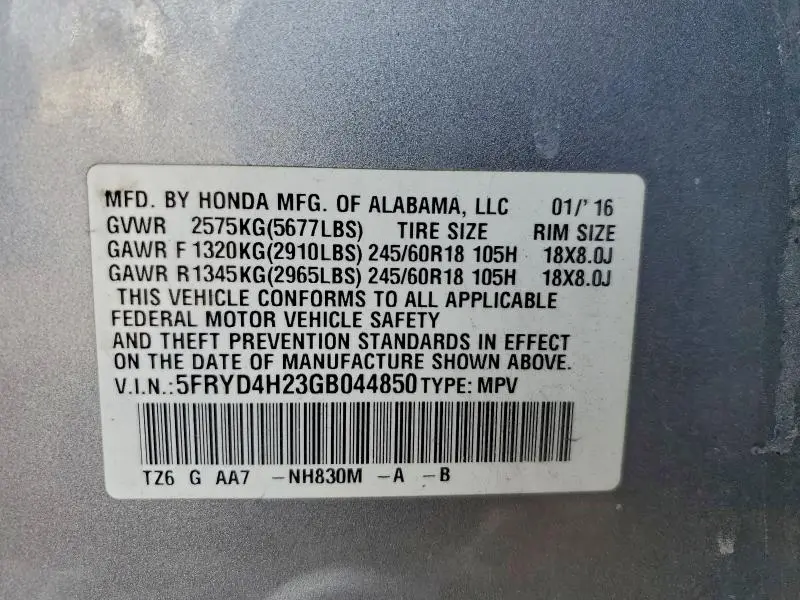 MFD. BY HONDA MFG. OF ALABAMA, LLC 01/'16
GVWR 2575KG(5677LBS) TIRE SIZE RIM SIZE
GAWR F 1320KG(2910LBS) 245/60R18 105H 18X8.0J
GAWR R 1345KG(2965LBS) 245/60R18 105H 18X8.0J
THIS VEHICLE CONFORMS TO ALL APPLICABLE
FEDERAL MOTOR VEHICLE SAFETY
AND THEFT PREVENTION STANDARDS IN EFFECT
ON THE DATE OF MANUFACTURE SHOWN ABOVE.
V.I.N.: 5FRYD4H23GB044850 TYPE: MPV
TZ6 G AA7 -NH830M -A -B